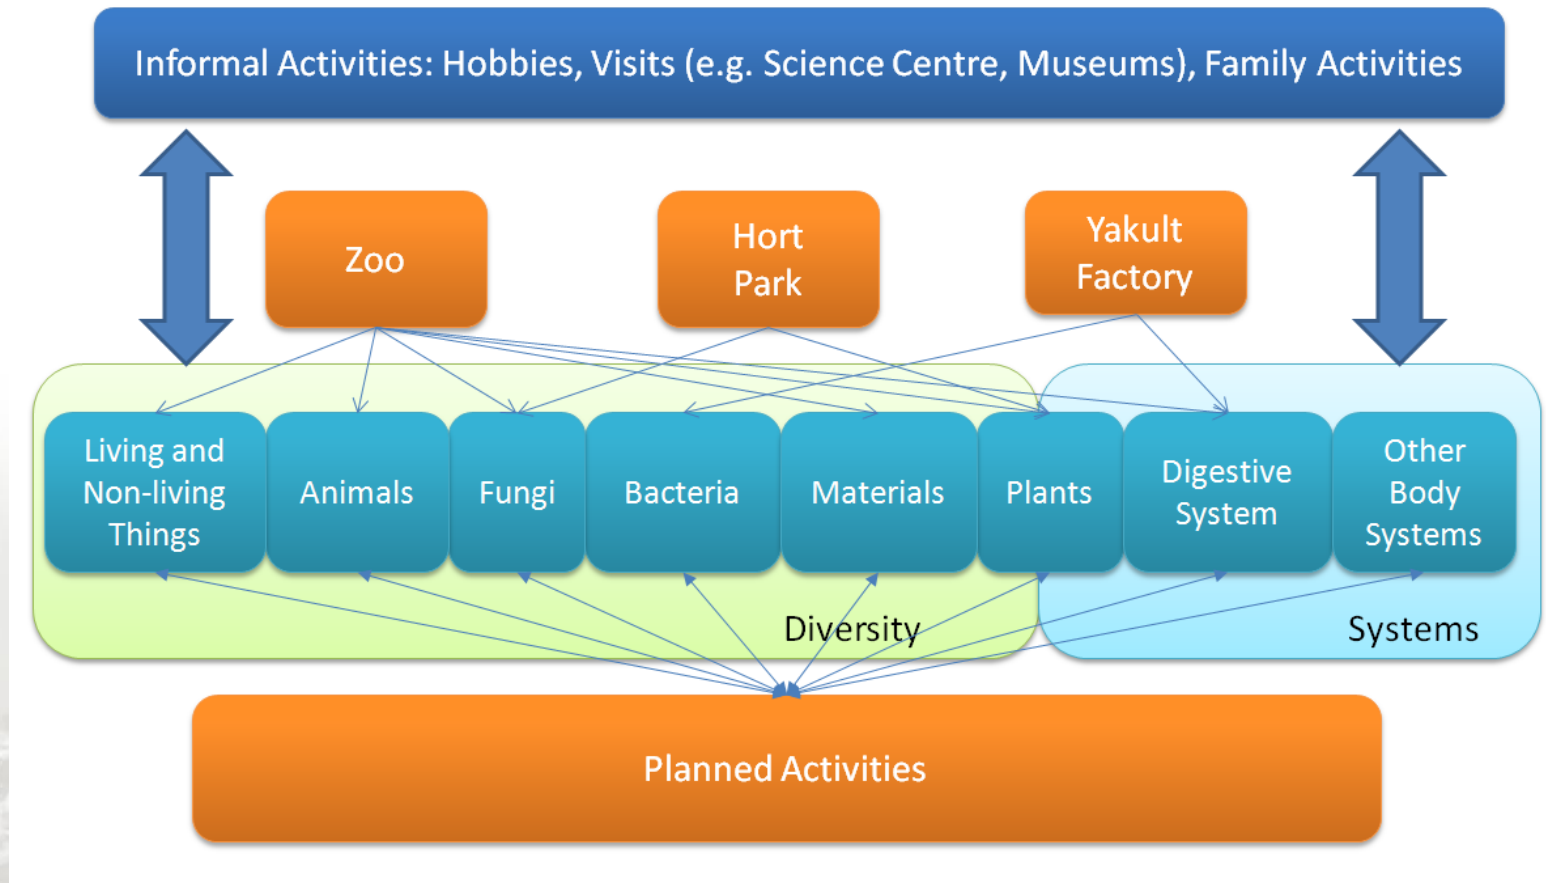 Informal Activities: Hobbies, Visits (e.g. Science Centre, Museums), Family Activities
Zoo
Hort
Park
Yakult
Factory
Living and
Non-living
Things
Animals
Fungi
Bacteria
Materials
Plants
Digestive
System
Other
Body
Systems
Diversity
Systems
Planned Activities